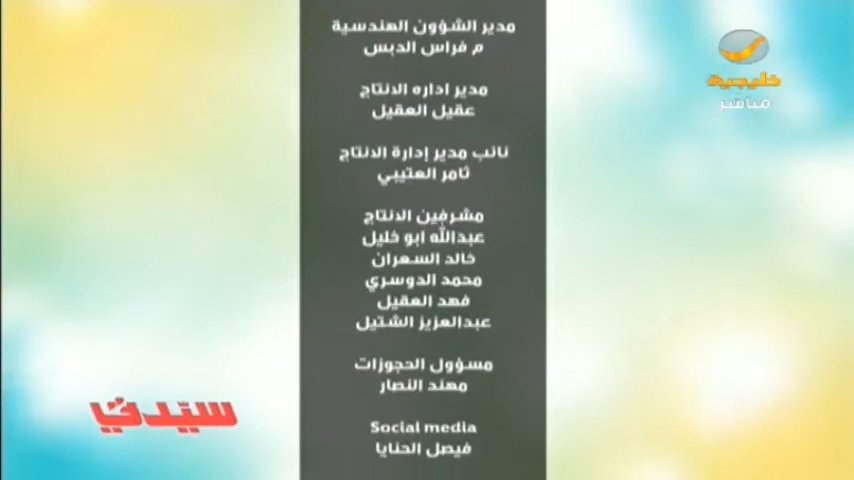 مدير الشؤون الهندسية
م فراس الدبس
مدير اداره الانتاج
عقيل العقيل
نائب مدير إدارة الانتاج
ثامر العتيبي
مشرفين الانتاج
عبدالله ابو خليل
خالد السهران
محمد الدوسري
فهد العقيل
عبدالعزيز الشتيل
مسؤول الحجوزات
مهند النصار
Social media
فيصل الحنايا
خليجية
مباشر
سيدتي